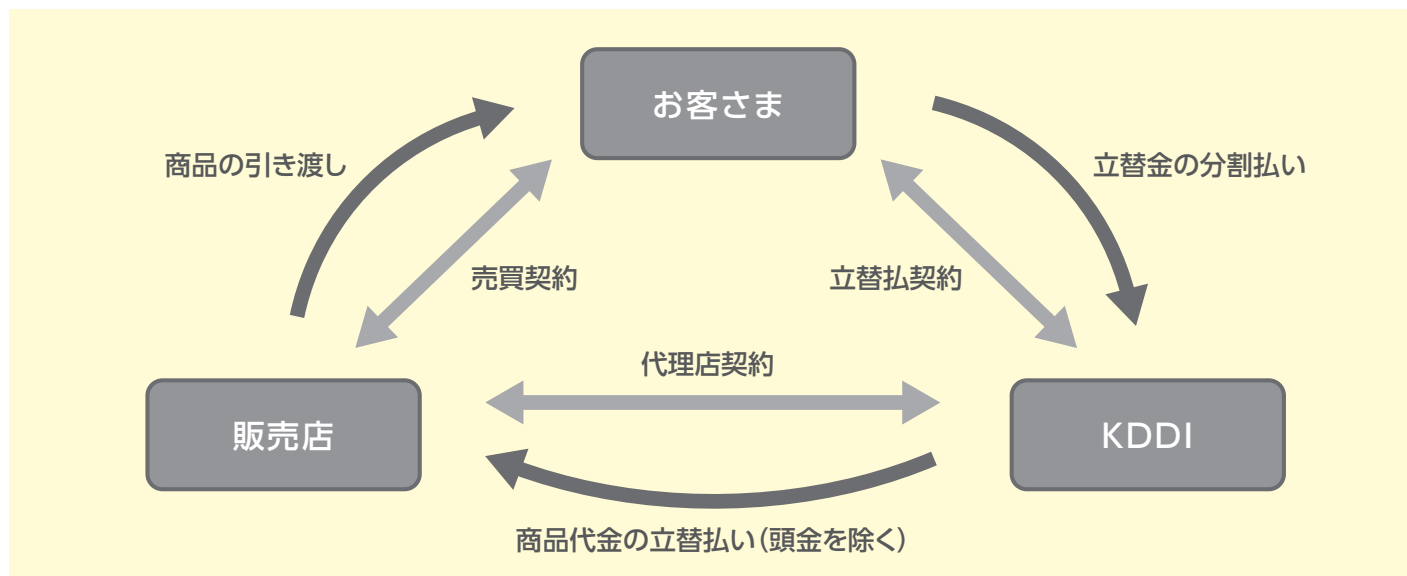 お客さま
商品の引き渡し
立替金の分割払い
売買契約
立替払契約
代理店契約
販売店
KDDI
商品代金の立替払い(頭金を除く)